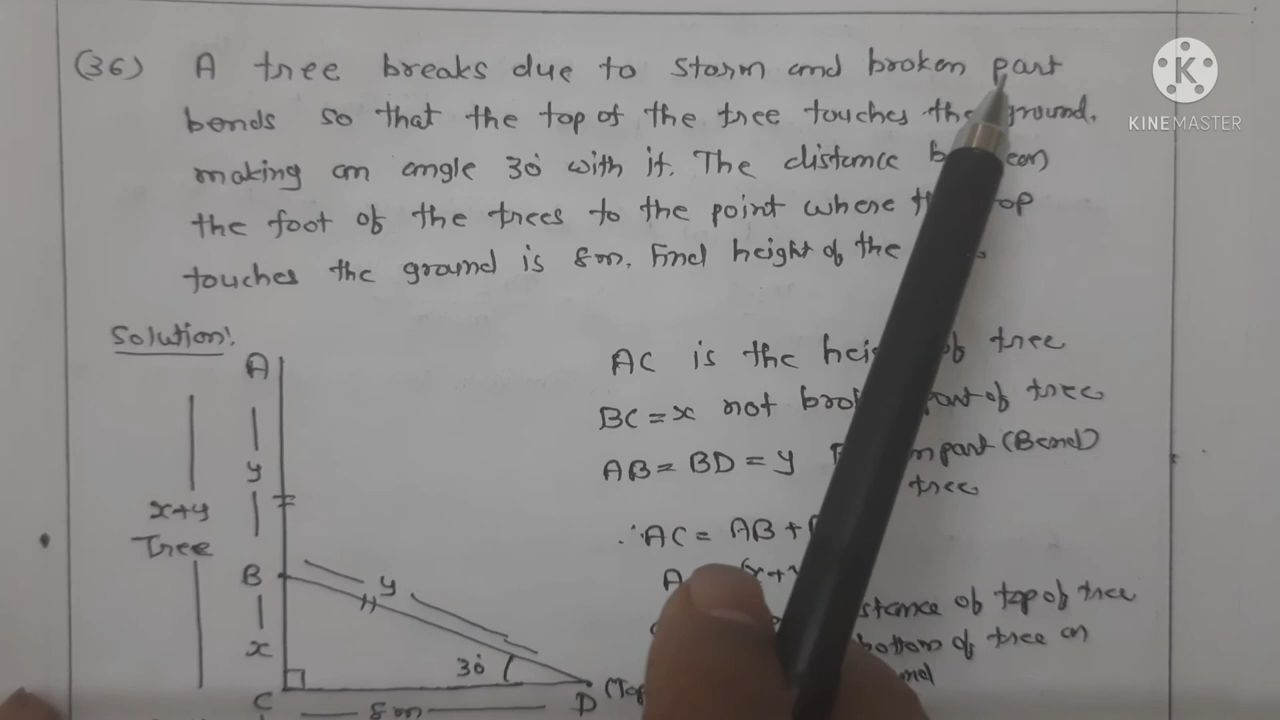 (36) A tree breaks due to storm and broken part
bends so that the top of the tree touches the ground.
making an angle 30° with it. The distance
the foot of the trees to the point where
touches the ground is 8m. Find height of the
Solution:
AC is the of tree
BC = x not part of tree
AB = BD = y part (Bend)
tree
∴ AC = AB +
of top of tree
bottom of tree on
A
y
x+y
Tree
B
y
x
30°
C
8m
D
K
KINEMASTER